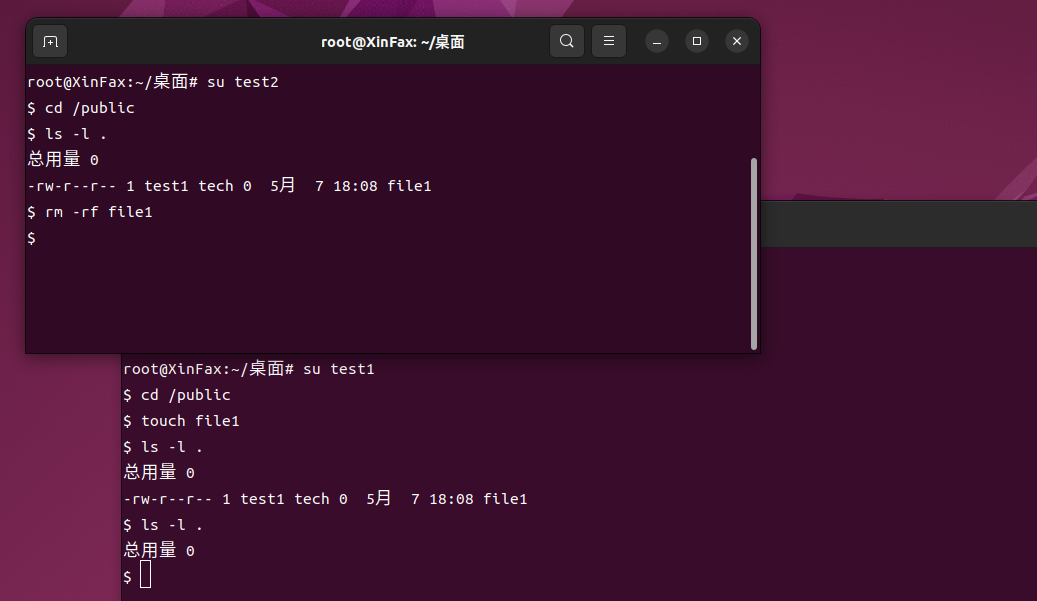 root@XinFax: ~/桌面
root@XinFax:~/桌面# su test2
$ cd /public
$ ls -l .
总用量 0
-rw-r--r-- 1 test1 tech 0  5月  7 18:08 file1
$ rm -rf file1
$
root@XinFax:~/桌面# su test1
$ cd /public
$ touch file1
$ ls -l .
总用量 0
-rw-r--r-- 1 test1 tech 0  5月  7 18:08 file1
$ ls -l .
总用量 0
$